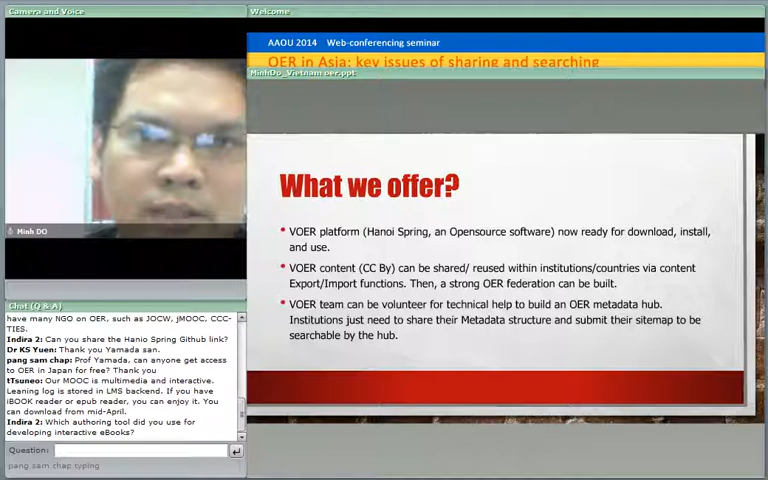 Camera and Voice
Minh DO
Chat (Q & A)
have many NGO on OER, such as JOCW, jMOOC, CCC-
TIES.
Indira 2: Can you share the Hanio Spring Github link?
Dr KS Yuen: Thank you Yamada san.
pang sam chap: Prof Yamada, can anyone get access
to OER in Japan for free? Thank you
tTsuneo: Our MOOC is multimedia and interactive.
Leaning log is stored in LMS backend. If you have
iBOOK reader or epub reader, you can enjoy it. You
can download from mid-April.
Indira 2: Which authoring tool did you use for
developing interactive eBooks?
Question:
pang sam chap typing
Welcome
AAOU 2014 Web-conferencing seminar
OER in Asia: key issues of sharing and searching
MinhDo_Vietnam oer.ppt
What we offer?
• VOER platform (Hanoi Spring, an Opensource software) now ready for download, install,
and use.
• VOER content (CC By) can be shared/ reused within institutions/countries via content
Export/Import functions. Then, a strong OER federation can be built.
• VOER team can be volunteer for technical help to build an OER metadata hub.
Institutions just need to share their Metadata structure and submit their sitemap to be
searchable by the hub.